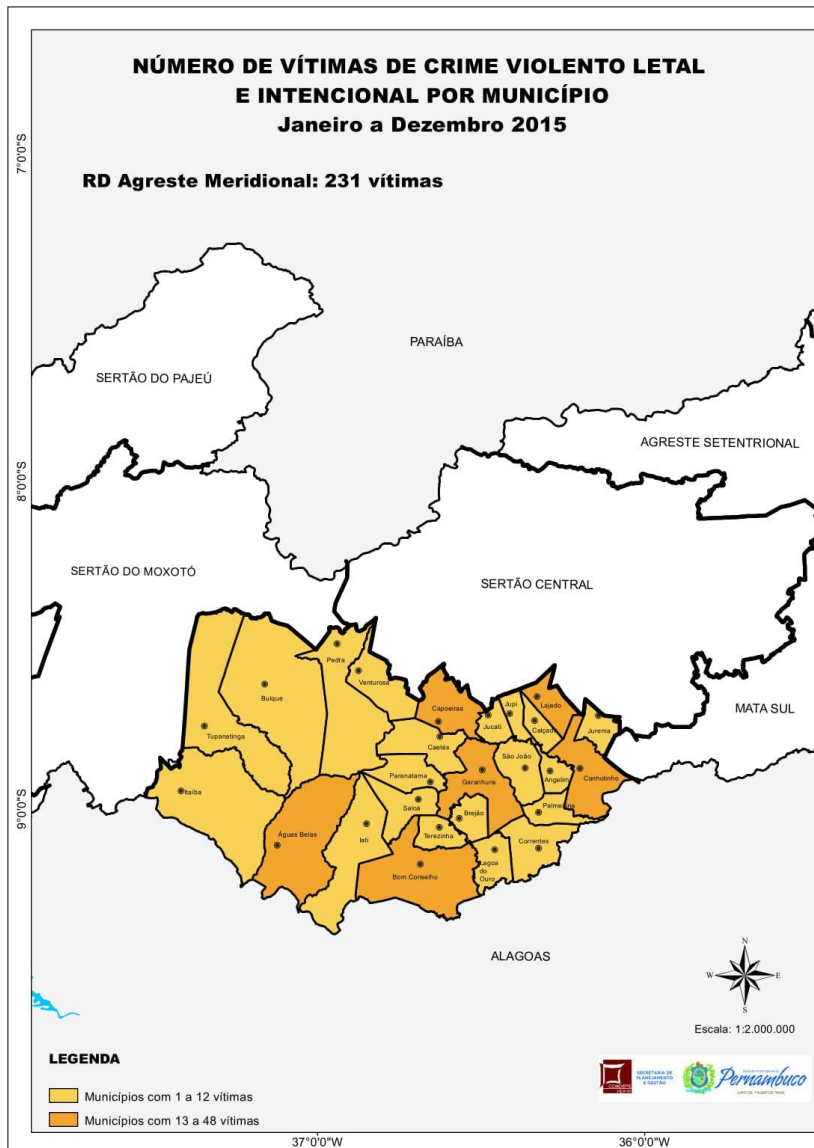 NÚMERO DE VÍTIMAS DE CRIME VIOLENTO LETAL
E INTENCIONAL POR MUNICÍPIO
Janeiro a Dezembro 2015
7°0'0"S
RD Agreste Meridional: 231 vítimas
PARAÍBA
SERTÃO DO PAJEÚ
AGRESTE SETENTRIONAL
8°0'0"S
SERTÃO DO MOXOTÓ
SERTÃO CENTRAL
MATA SUL
Pedra
Venturosa
Buíque
Capoeiras
Lajedo
Jupi
Jucati
Calçado
Jurema
Tupanatinga
Caetés
São João
Paranatama
Garanhuns
Angelim
Canhotinho
Itaíba
9°0'0"S
Saloá
Brejão
Palmeirina
Águas Belas
Iati
Terezinha
Correntes
Lagoa
do
Ouro
Bom Conselho
ALAGOAS
N
W
E
S
Escala: 1:2.000.000
LEGENDA
Municípios com 1 a 12 vítimas
Municípios com 13 a 48 vítimas
SECRETARIA DE
PLANEJAMENTO
E GESTÃO
Pernambuco
37°0'0"W
36°0'0"W